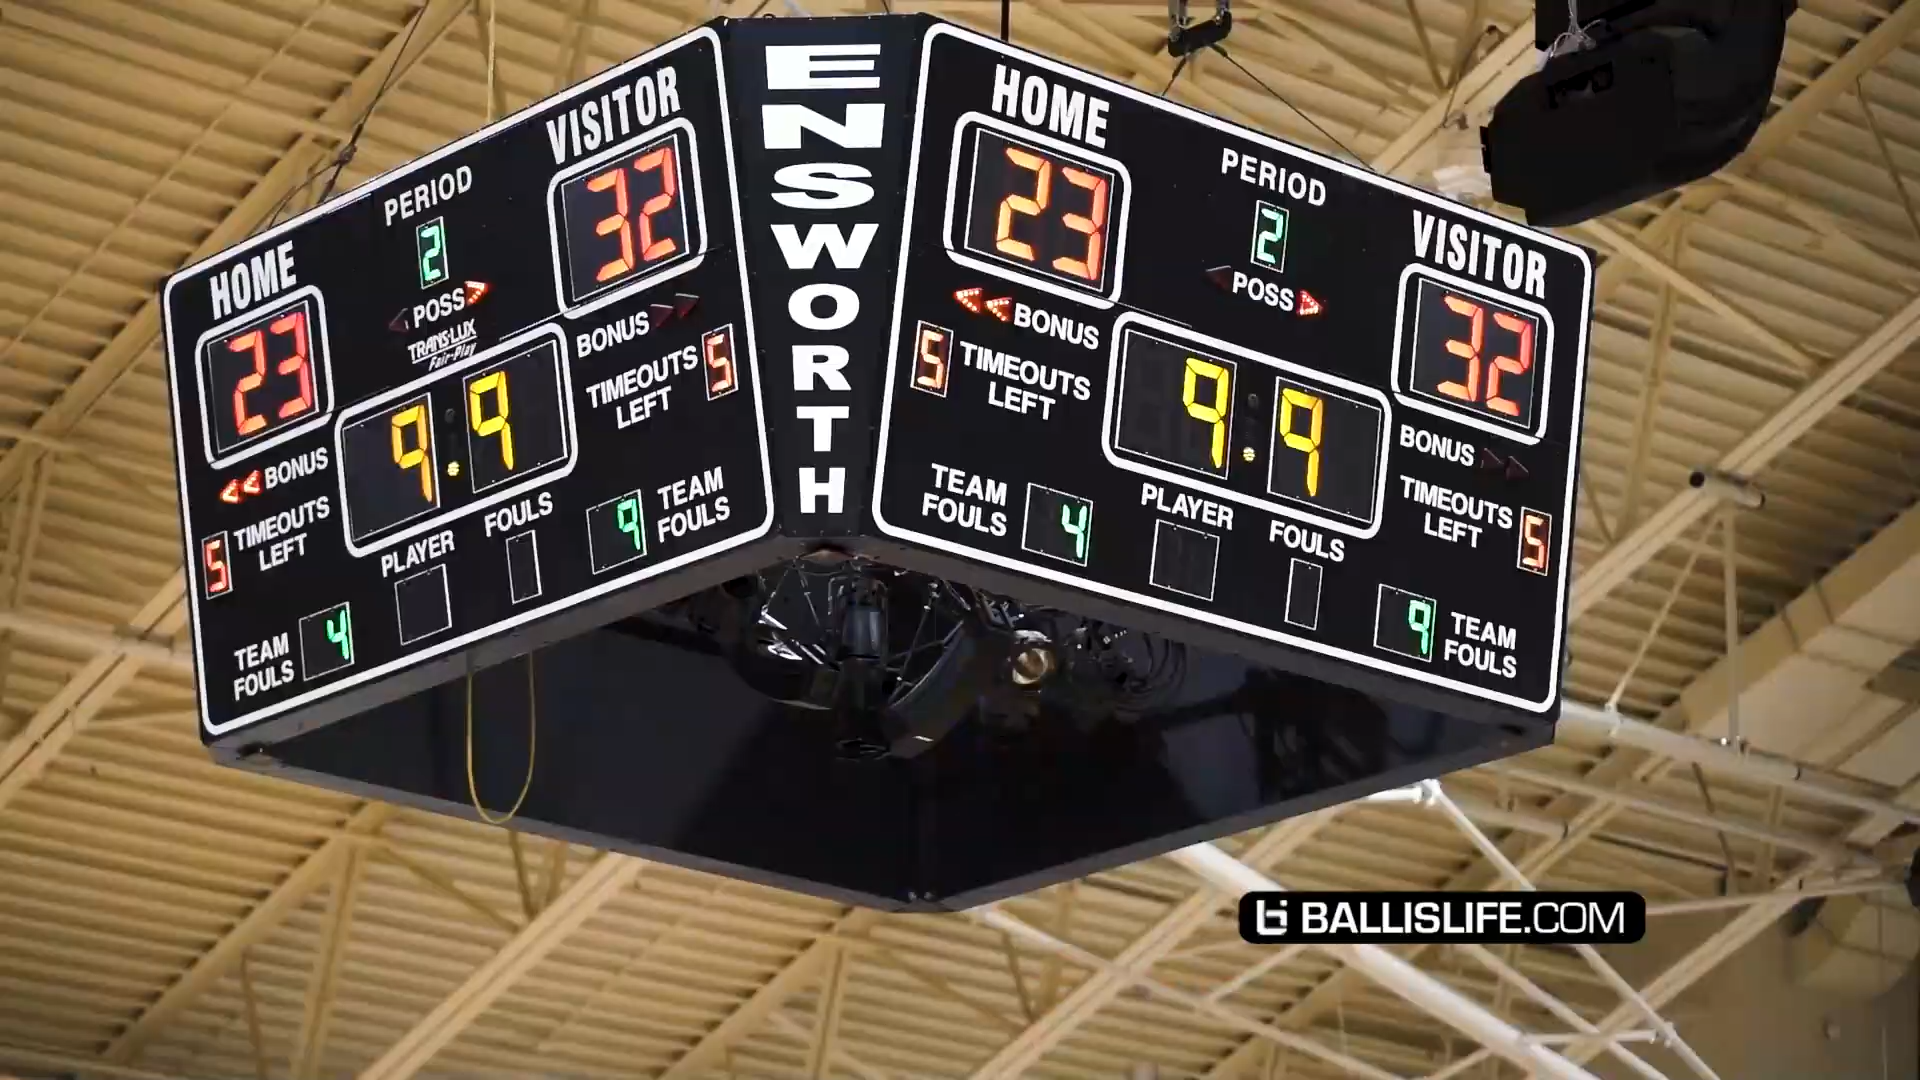 ENSWORTH
HOME
23
PERIOD
2
POSS
TRANS-LUX
Fair-Play
VISITOR
32
BONUS
BONUS
TIMEOUTS
LEFT
5
9.9
TIMEOUTS
LEFT
5
TEAM
FOULS
4
PLAYER
FOULS
9
TEAM
FOULS
HOME
23
PERIOD
2
POSS
VISITOR
32
BONUS
5
TIMEOUTS
LEFT
9.9
BONUS
TIMEOUTS
LEFT
5
TEAM
FOULS
4
PLAYER
FOULS
9
TEAM
FOULS
BALLISLIFE.COM